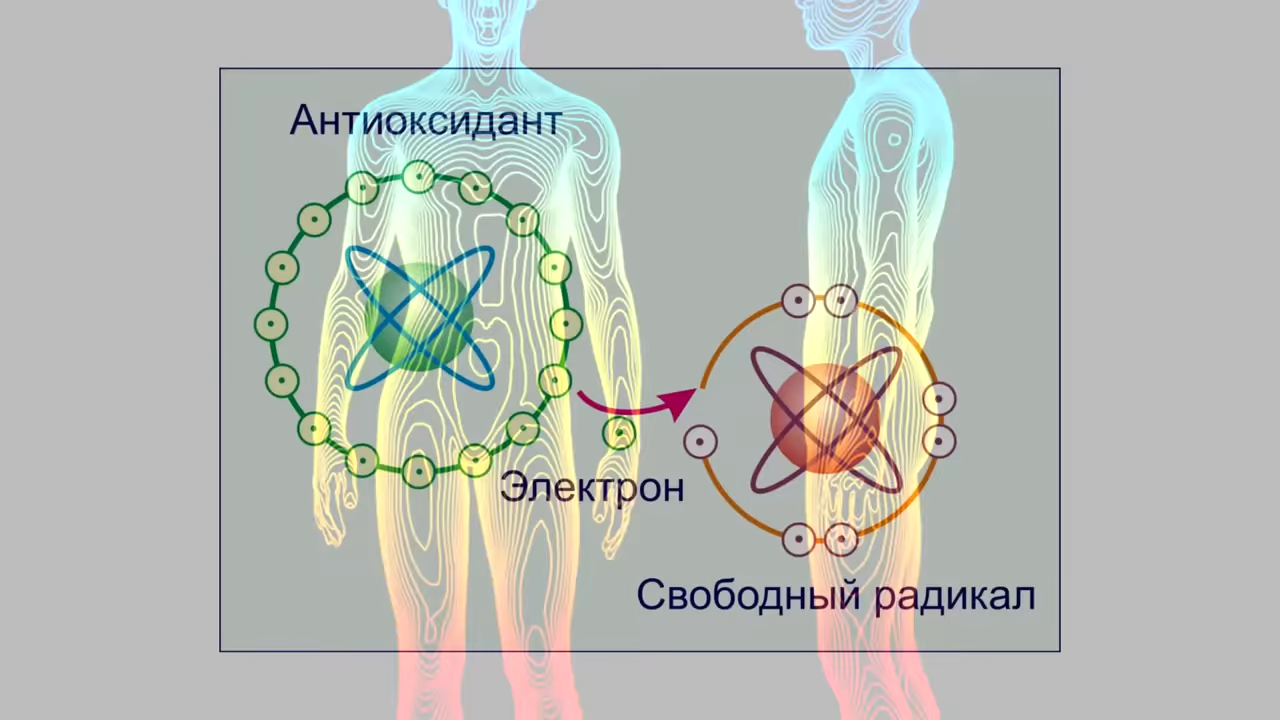 Антиоксидант
Электрон
Свободный радикал